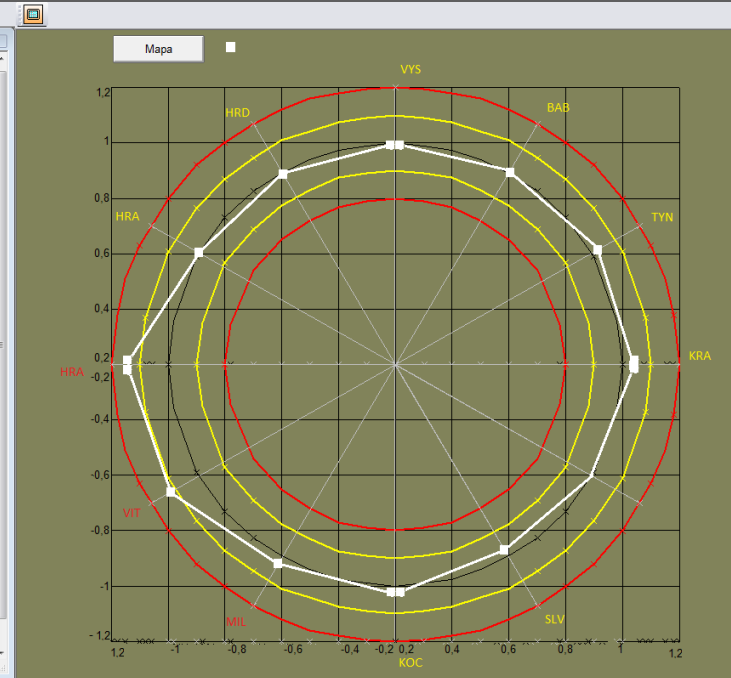 Mapa
VYS
1,2
HRD
BAB
1
0,8
HRA
TYN
0,6
0,4
0,2
KRA
HRA
-0,2
-0,4
-0,6
VIT
-0,8
-1
MIL
SLV
- 1,2
1,2
-1
-0,8
-0,6
-0,4
-0,2
0,2
0,4
0,6
0,8
1
1,2
KOC